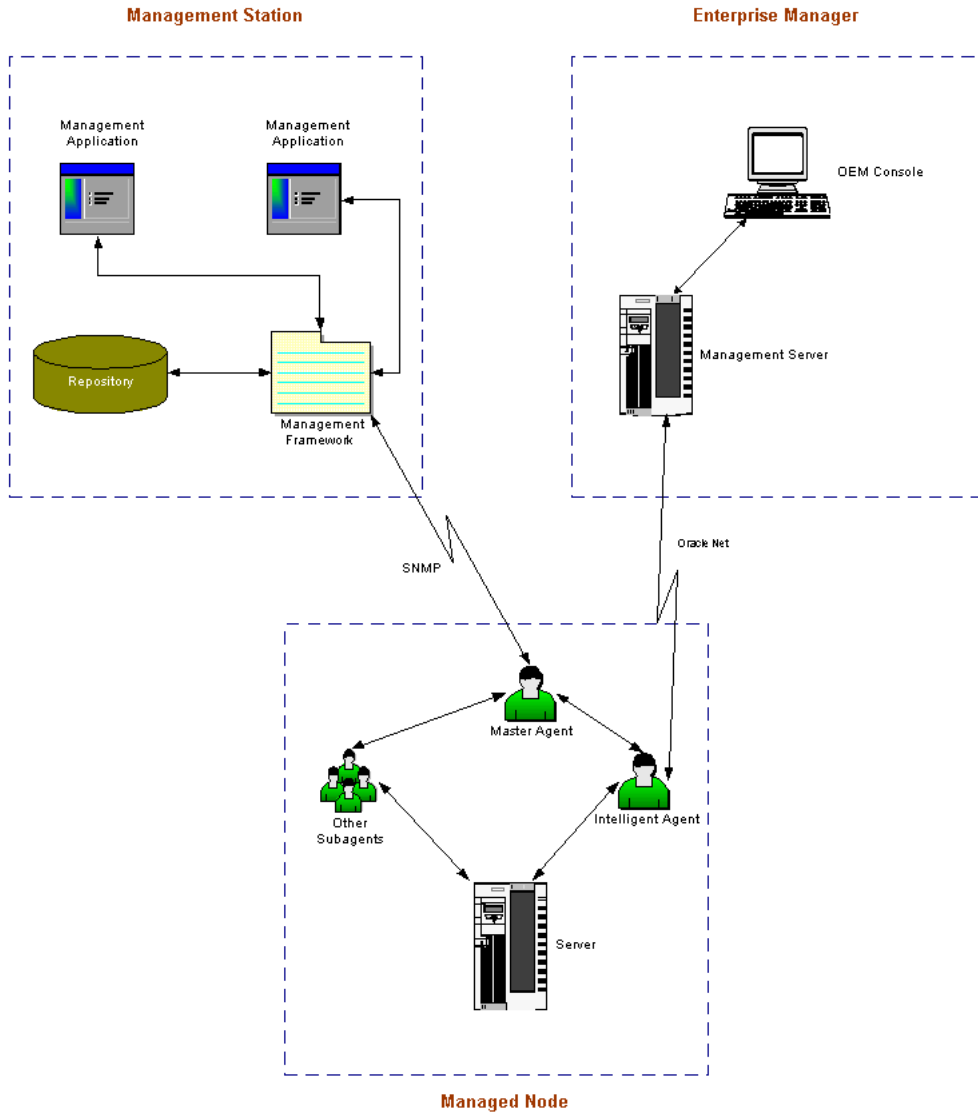 Management Station
Enterprise Manager
Management
Application
Management
Application
OEM Console
Management Server
Repository
Management
Framework
SNMP
Oracle Net
Master Agent
Other
Subagents
Intelligent Agent
Server
Managed Node